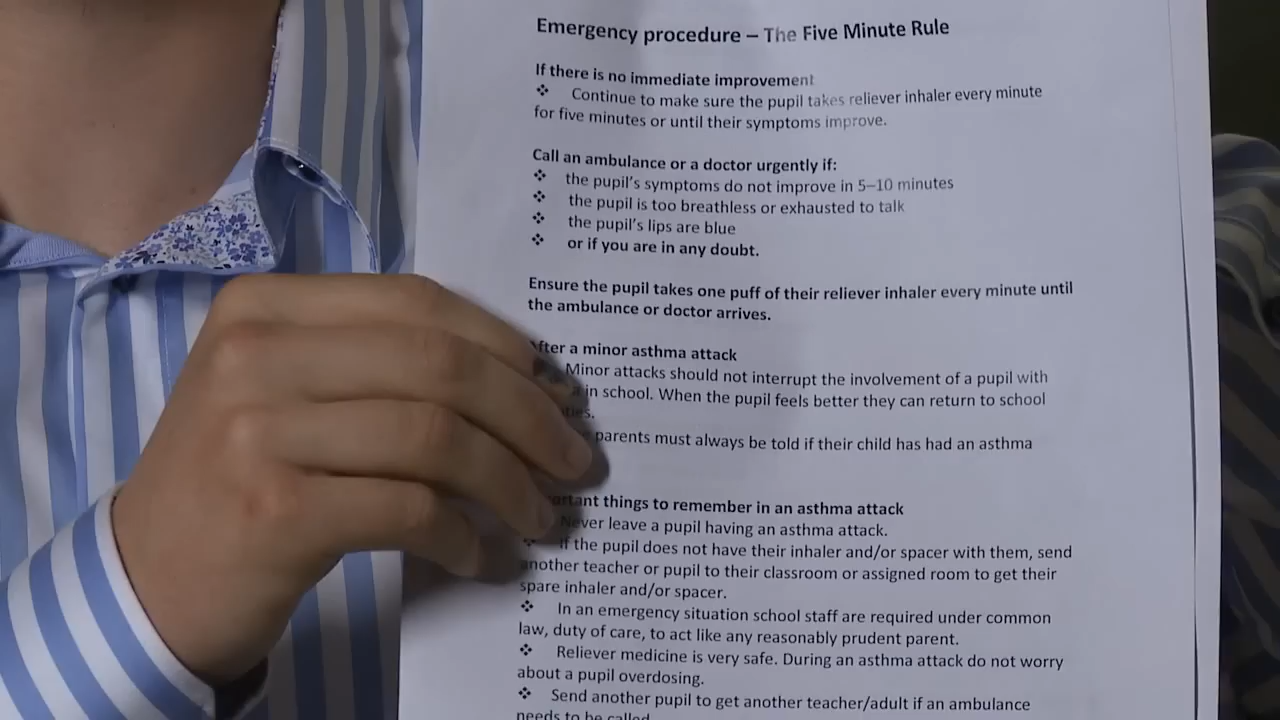 Emergency procedure – The Five Minute Rule
If there is no immediate improvement
❖ Continue to make sure the pupil takes reliever inhaler every minute
for five minutes or until their symptoms improve.
Call an ambulance or a doctor urgently if:
❖ the pupil's symptoms do not improve in 5–10 minutes
❖ the pupil is too breathless or exhausted to talk
❖ the pupil's lips are blue
❖ or if you are in any doubt.
Ensure the pupil takes one puff of their reliever inhaler every minute until
the ambulance or doctor arrives.
After a minor asthma attack
Minor attacks should not interrupt the involvement of a pupil with
in school. When the pupil feels better they can return to school
parents must always be told if their child has had an asthma
things to remember in an asthma attack
Never leave a pupil having an asthma attack.
❖ If the pupil does not have their inhaler and/or spacer with them, send
another teacher or pupil to their classroom or assigned room to get their
spare inhaler and/or spacer.
❖ In an emergency situation school staff are required under common
law, duty of care, to act like any reasonably prudent parent.
❖ Reliever medicine is very safe. During an asthma attack do not worry
about a pupil overdosing.
❖ Send another pupil to get another teacher/adult if an ambulance
needs to be called.